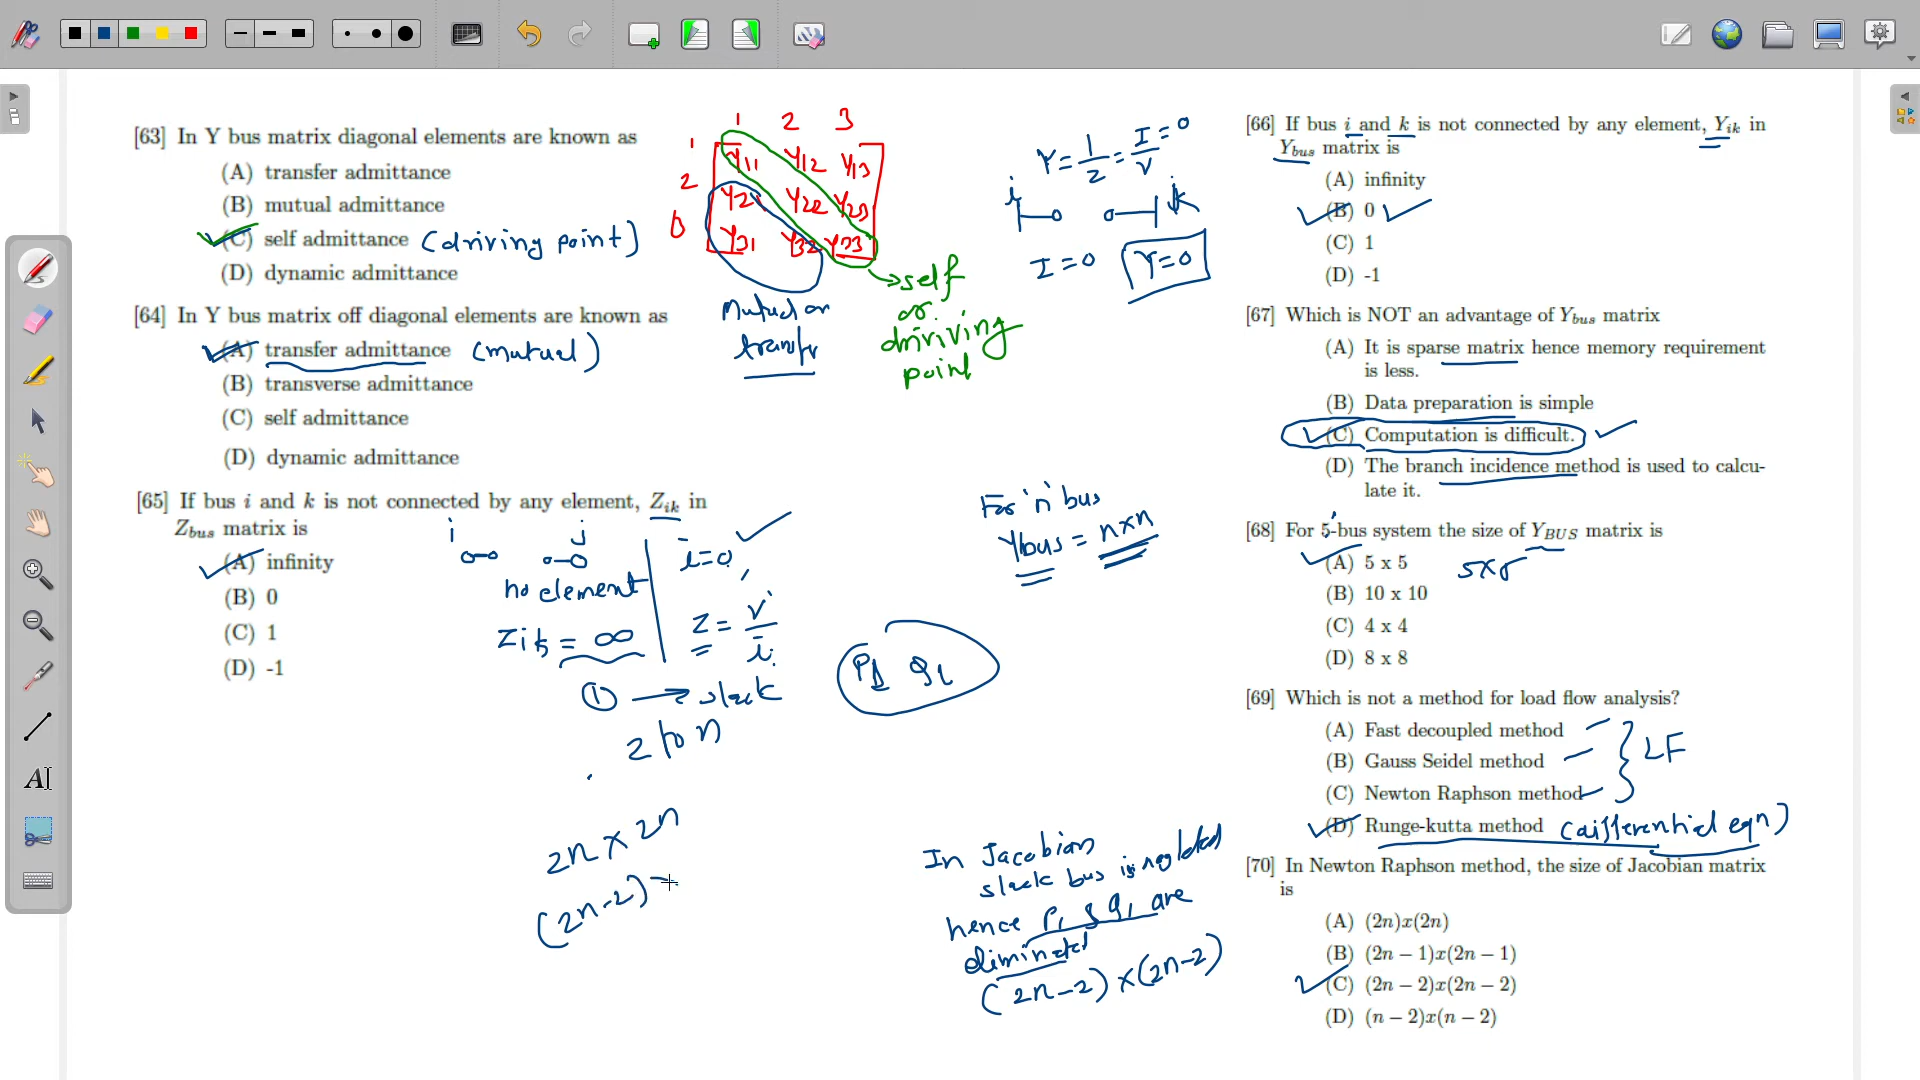 [63] In Y bus matrix diagonal elements are known as
(A) transfer admittance
(B) mutual admittance
(C) self admittance (driving point)
(D) dynamic admittance
[64] In Y bus matrix off diagonal elements are known as
(A) transfer admittance (mutual)
(B) transverse admittance
(C) self admittance
(D) dynamic admittance
[65] If bus i and k is not connected by any element, Zik in
Zbus matrix is
(A) infinity
(B) 0
(C) 1
(D) -1
1 2 3
1 Y11 Y12 Y13
2 Y21 Y22 Y23
Y31 Y32 Y33
Mutual or
transfr
self
or
driving
point
Y = 1/Z = I/V = 0
i k
I = 0 Y=0
i j
no element
Zik = ∞
i=0
Z = V/i
1 → slack
2 to n
2n x 2n
(2n-2)
P1 Q1
For 'n' bus
Ybus = nxn
In Jacobian
slack bus is neglected
hence P1 & Q1 are
eliminated
(2n-2) x (2n-2)
[66] If bus i and k is not connected by any element, Yik in
Ybus matrix is
(A) infinity
(B) 0
(C) 1
(D) -1
[67] Which is NOT an advantage of Ybus matrix
(A) It is sparse matrix hence memory requirement
is less.
(B) Data preparation is simple
(C) Computation is difficult.
(D) The branch incidence method is used to calcu-
late it.
[68] For 5-bus system the size of YBUS matrix is
(A) 5 x 5 5x5
(B) 10 x 10
(C) 4 x 4
(D) 8 x 8
[69] Which is not a method for load flow analysis?
(A) Fast decoupled method
(B) Gauss Seidel method
(C) Newton Raphson method
LF
(D) Runge-kutta method (differential eqn)
[70] In Newton Raphson method, the size of Jacobian matrix
is
(A) (2n)x(2n)
(B) (2n − 1)x(2n − 1)
(C) (2n − 2)x(2n − 2)
(D) (n − 2)x(n − 2)